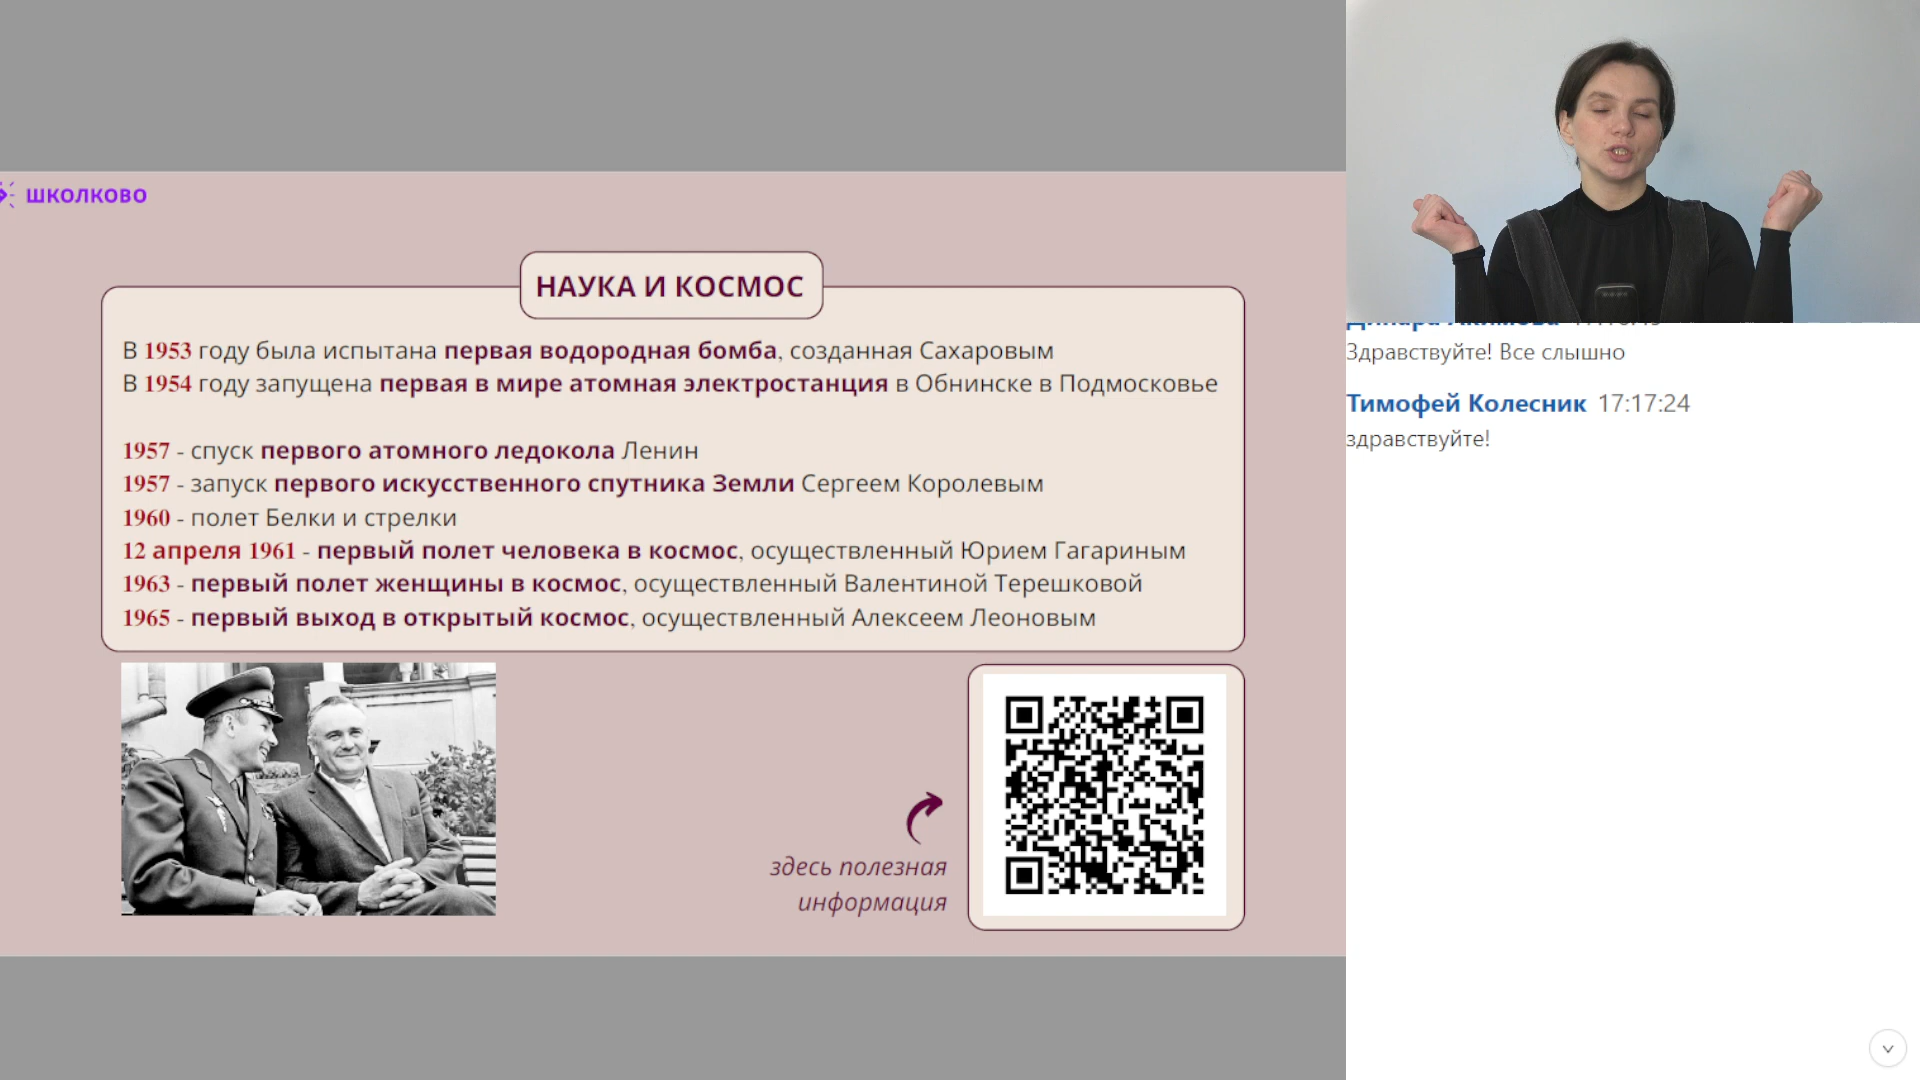 ШКОЛКОВО
НАУКА И КОСМОС
В 1953 году была испытана первая водородная бомба, созданная Сахаровым
В 1954 году запущена первая в мире атомная электростанция в Обнинске в Подмосковье
1957 - спуск первого атомного ледокола Ленин
1957 - запуск первого искусственного спутника Земли Сергеем Королевым
1960 - полет Белки и стрелки
12 апреля 1961 - первый полет человека в космос, осуществленный Юрием Гагариным
1963 - первый полет женщины в космос, осуществленный Валентиной Терешковой
1965 - первый выход в открытый космос, осуществленный Алексеем Леоновым
здесь полезная
информация
Здравствуйте! Все слышно
Тимофей Колесник 17:17:24
здравствуйте!